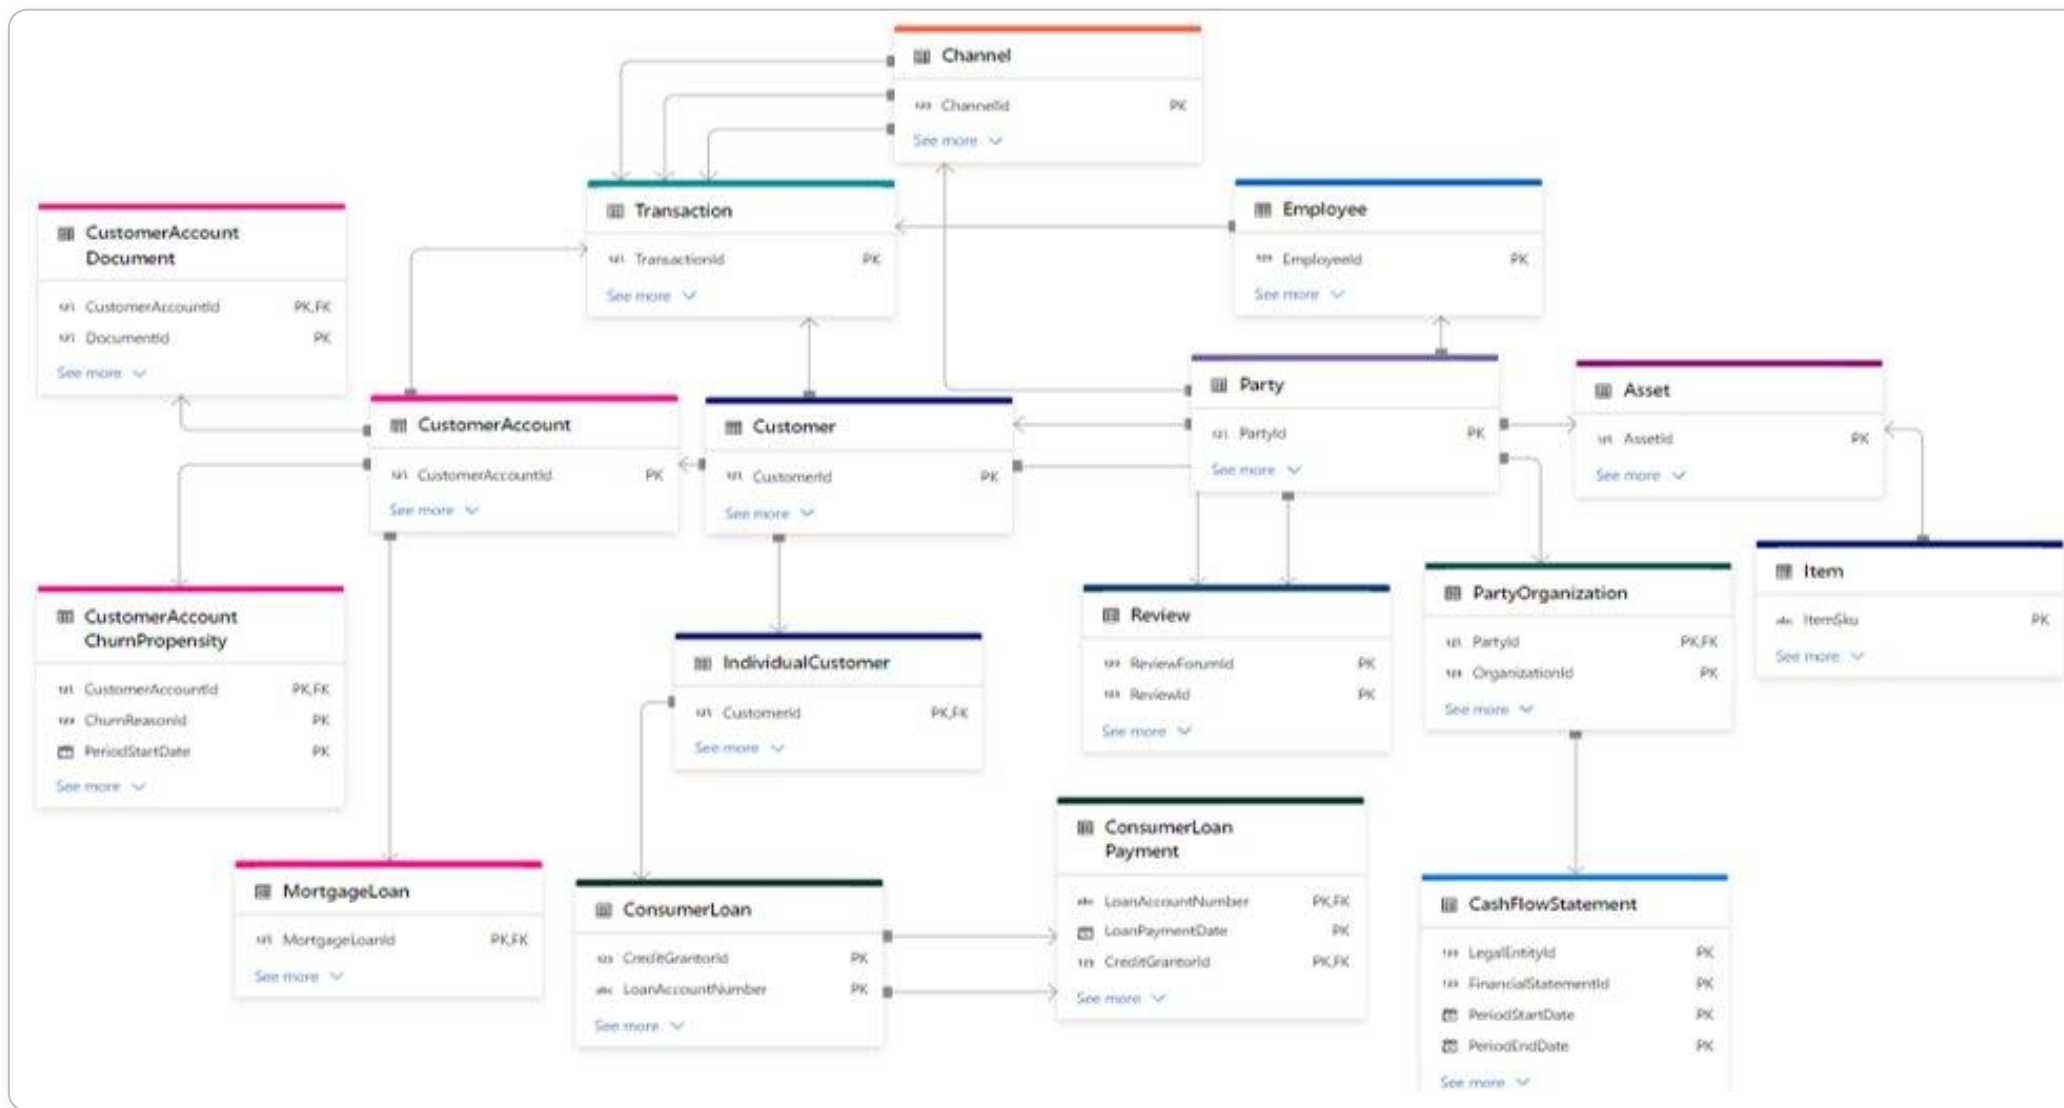 Channel
ChannelId PK
See more
Transaction
TransactionId PK
See more
Employee
EmployeeId PK
See more
CustomerAccount
Document
CustomerAccountId PK,FK
DocumentId PK
See more
CustomerAccount
CustomerAccountId PK
See more
Customer
CustomerId PK
See more
Party
PartyId PK
See more
Asset
AssetId PK
See more
Item
ItemSku PK
See more
CustomerAccount
ChurnPropensity
CustomerAccountId PK,FK
ChurnReasonId PK
PeriodStartDate PK
See more
IndividualCustomer
CustomerId PK,FK
See more
Review
ReviewForumId PK
ReviewId PK
See more
PartyOrganization
PartyId PK,FK
OrganizationId PK
See more
MortgageLoan
MortgageLoanId PK,FK
See more
ConsumerLoan
CreditGrantorId PK
LoanAccountNumber PK
See more
ConsumerLoan
Payment
LoanAccountNumber PK,FK
LoanPaymentDate PK
CreditGrantorId PK,FK
See more
CashFlowStatement
LegalEntityId PK
FinancialStatementId PK
PeriodStartDate PK
PeriodEndDate PK
See more